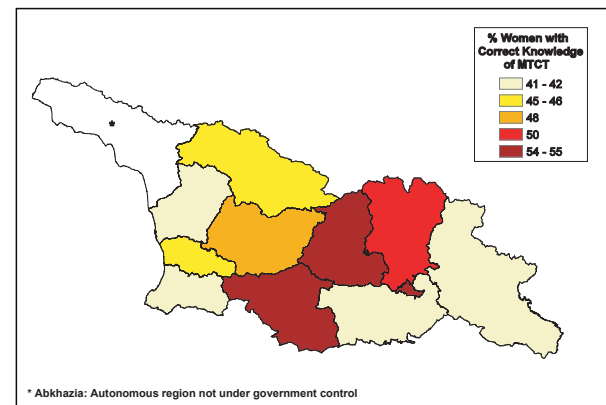 % Women with
Correct Knowledge
of MTCT
41 - 42
45 - 46
48
50
54 - 55
*
* Abkhazia: Autonomous region not under government control